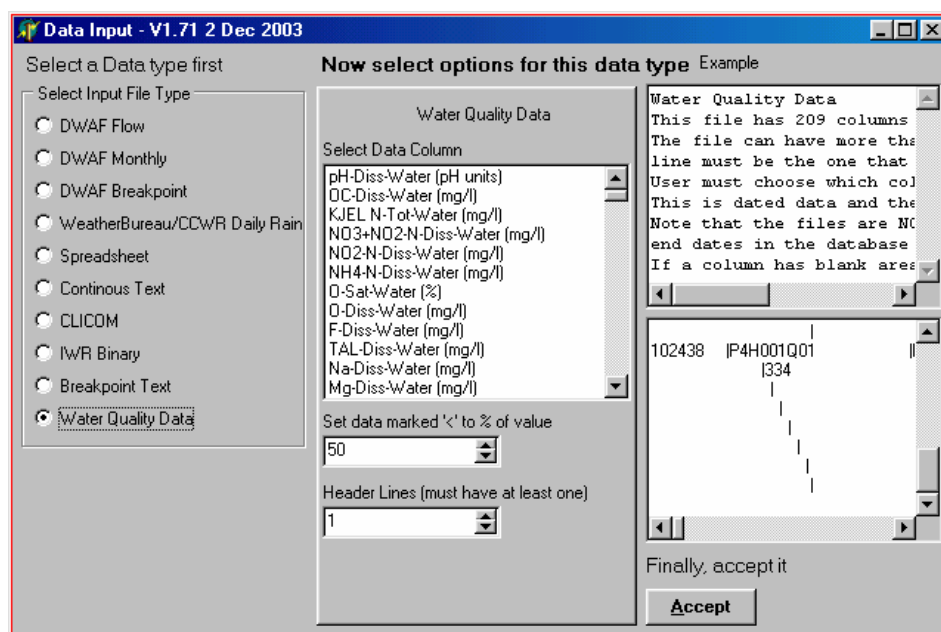 Data Input - V1.71 2 Dec 2003
Select a Data type first
Select Input File Type
DWAF Flow
DWAF Monthly
DWAF Breakpoint
WeatherBureau/CCWR Daily Rain
Spreadsheet
Continous Text
CLICOM
IWR Binary
Breakpoint Text
Water Quality Data
Now select options for this data type
Water Quality Data
Select Data Column
pH-Diss-Water (pH units)
OC-Diss-Water (mg/l)
KJEL N-Tot-Water (mg/l)
NO3+NO2-N-Diss-Water (mg/l)
NO2-N-Diss-Water (mg/l)
NH4-N-Diss-Water (mg/l)
O-Sat-Water (%)
O-Diss-Water (mg/l)
F-Diss-Water (mg/l)
TAL-Diss-Water (mg/l)
Na-Diss-Water (mg/l)
Mg-Diss-Water (mg/l)
Set data marked '<' to % of value
50
Header Lines (must have at least one)
1
Example
Water Quality Data
This file has 209 columns
The file can have more tha
line must be the one that
User must choose which col
This is dated data and the
Note that the files are NO
end dates in the database
If a column has blank area
|
102438 |P4H001Q01 |
|334
|
|
|
|
|
|
Finally, accept it
Accept